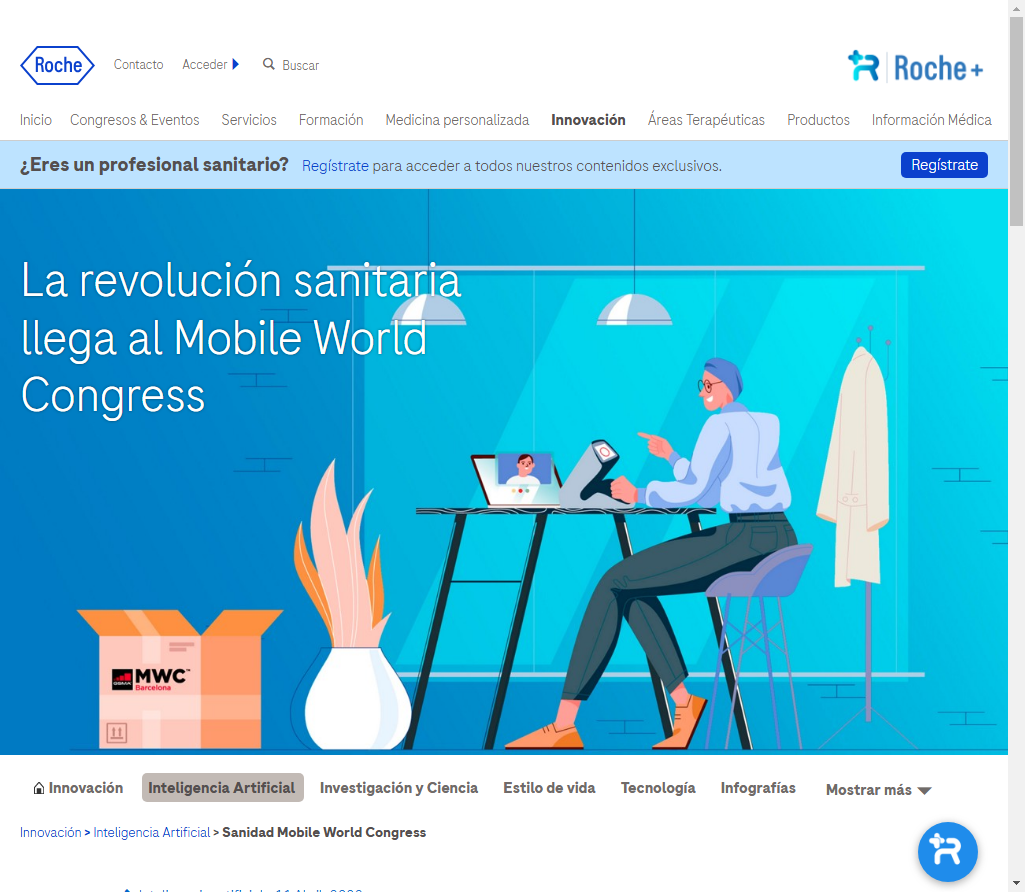 Roche
Contacto
Acceder
Buscar
Roche+
Inicio
Congresos & Eventos
Servicios
Formación
Medicina personalizada
Innovación
Áreas Terapéuticas
Productos
Información Médica
¿Eres un profesional sanitario?
Regístrate para acceder a todos nuestros contenidos exclusivos.
Regístrate
La revolución sanitaria
llega al Mobile World
Congress
GSMA
MWC
Barcelona
Innovación
Inteligencia Artificial
Investigación y Ciencia
Estilo de vida
Tecnología
Infografías
Mostrar más
Innovación > Inteligencia Artificial > Sanidad Mobile World Congress